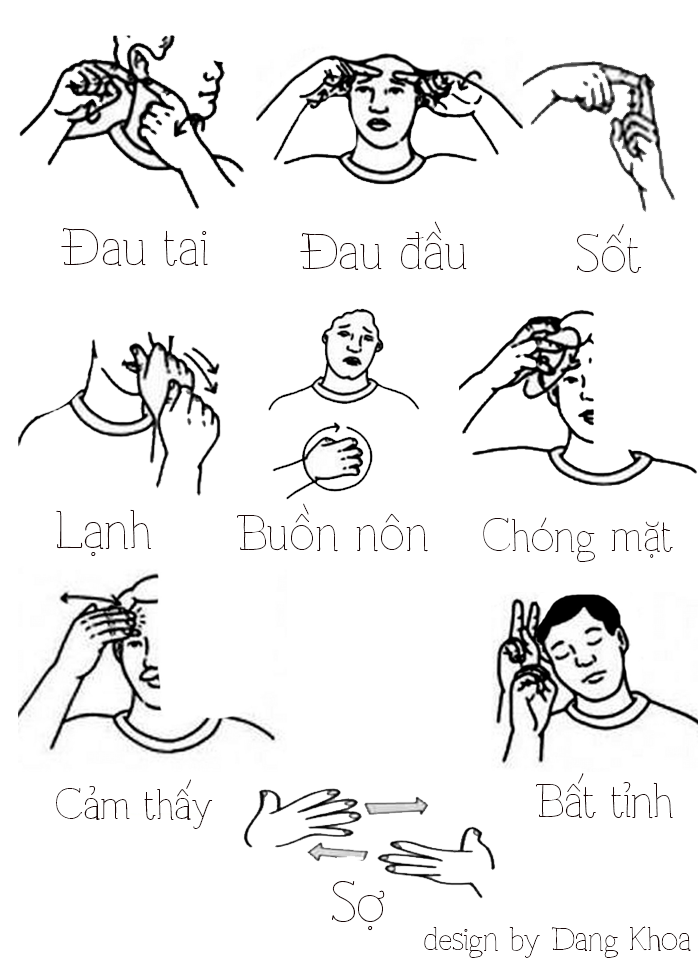 Đau tai
Đau đầu
Sốt
Lạnh
Buồn nôn
Chóng mặt
Cảm thấy
Bất tỉnh
Sợ
design by Dang Khoa